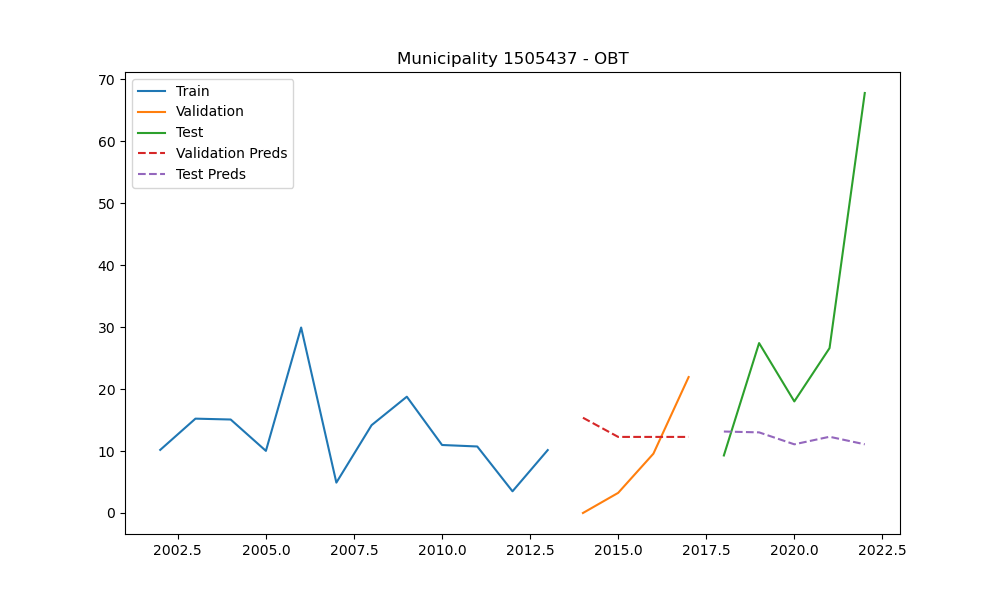 Municipality 1505437 - OBT
70
60
50
40
30
20
10
0
Train
Validation
Test
Validation Preds
Test Preds
2002.5 2005.0 2007.5 2010.0 2012.5 2015.0 2017.5 2020.0 2022.5